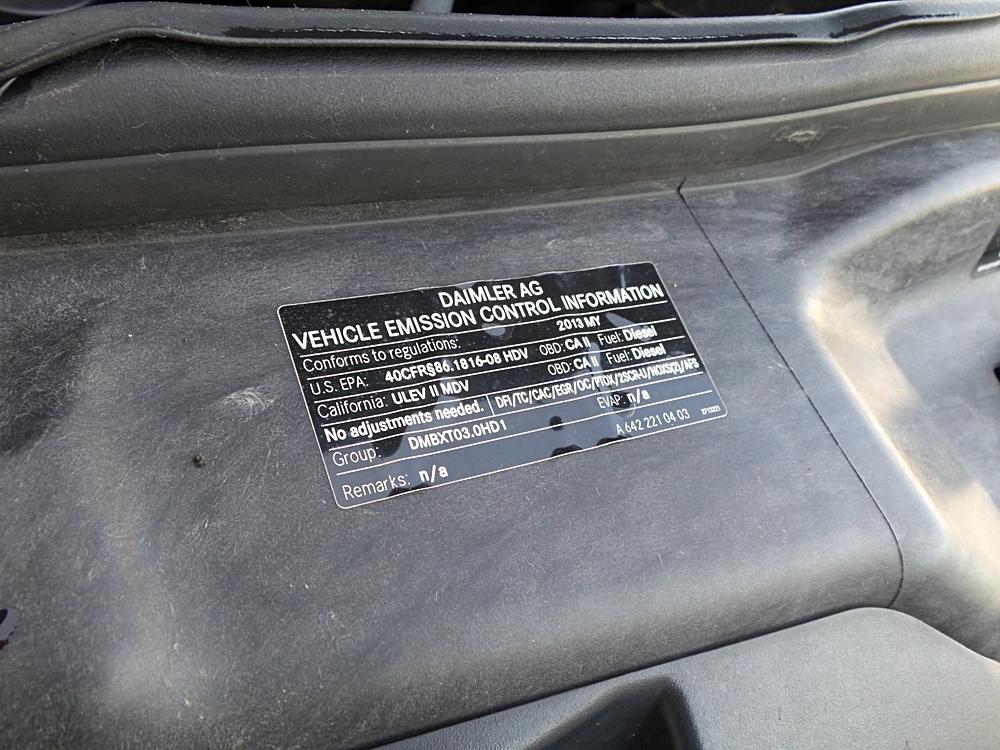 DAIMLER AG
VEHICLE EMISSION CONTROL INFORMATION
Conforms to regulations: 2013 MY
U.S. EPA: 40CFR§86.1816-08 HDV OBD: CA II Fuel: Diesel
California: ULEV II MDV OBD: CA II Fuel: Diesel
No adjustments needed. DFI/TC/CAC/EGR/OC/PTOX/2SCR-U/NOXS(2)/AFS
Group: DMBXT03.0HD1 EVAP: n/a
Remarks: n/a A 642 221 04 03